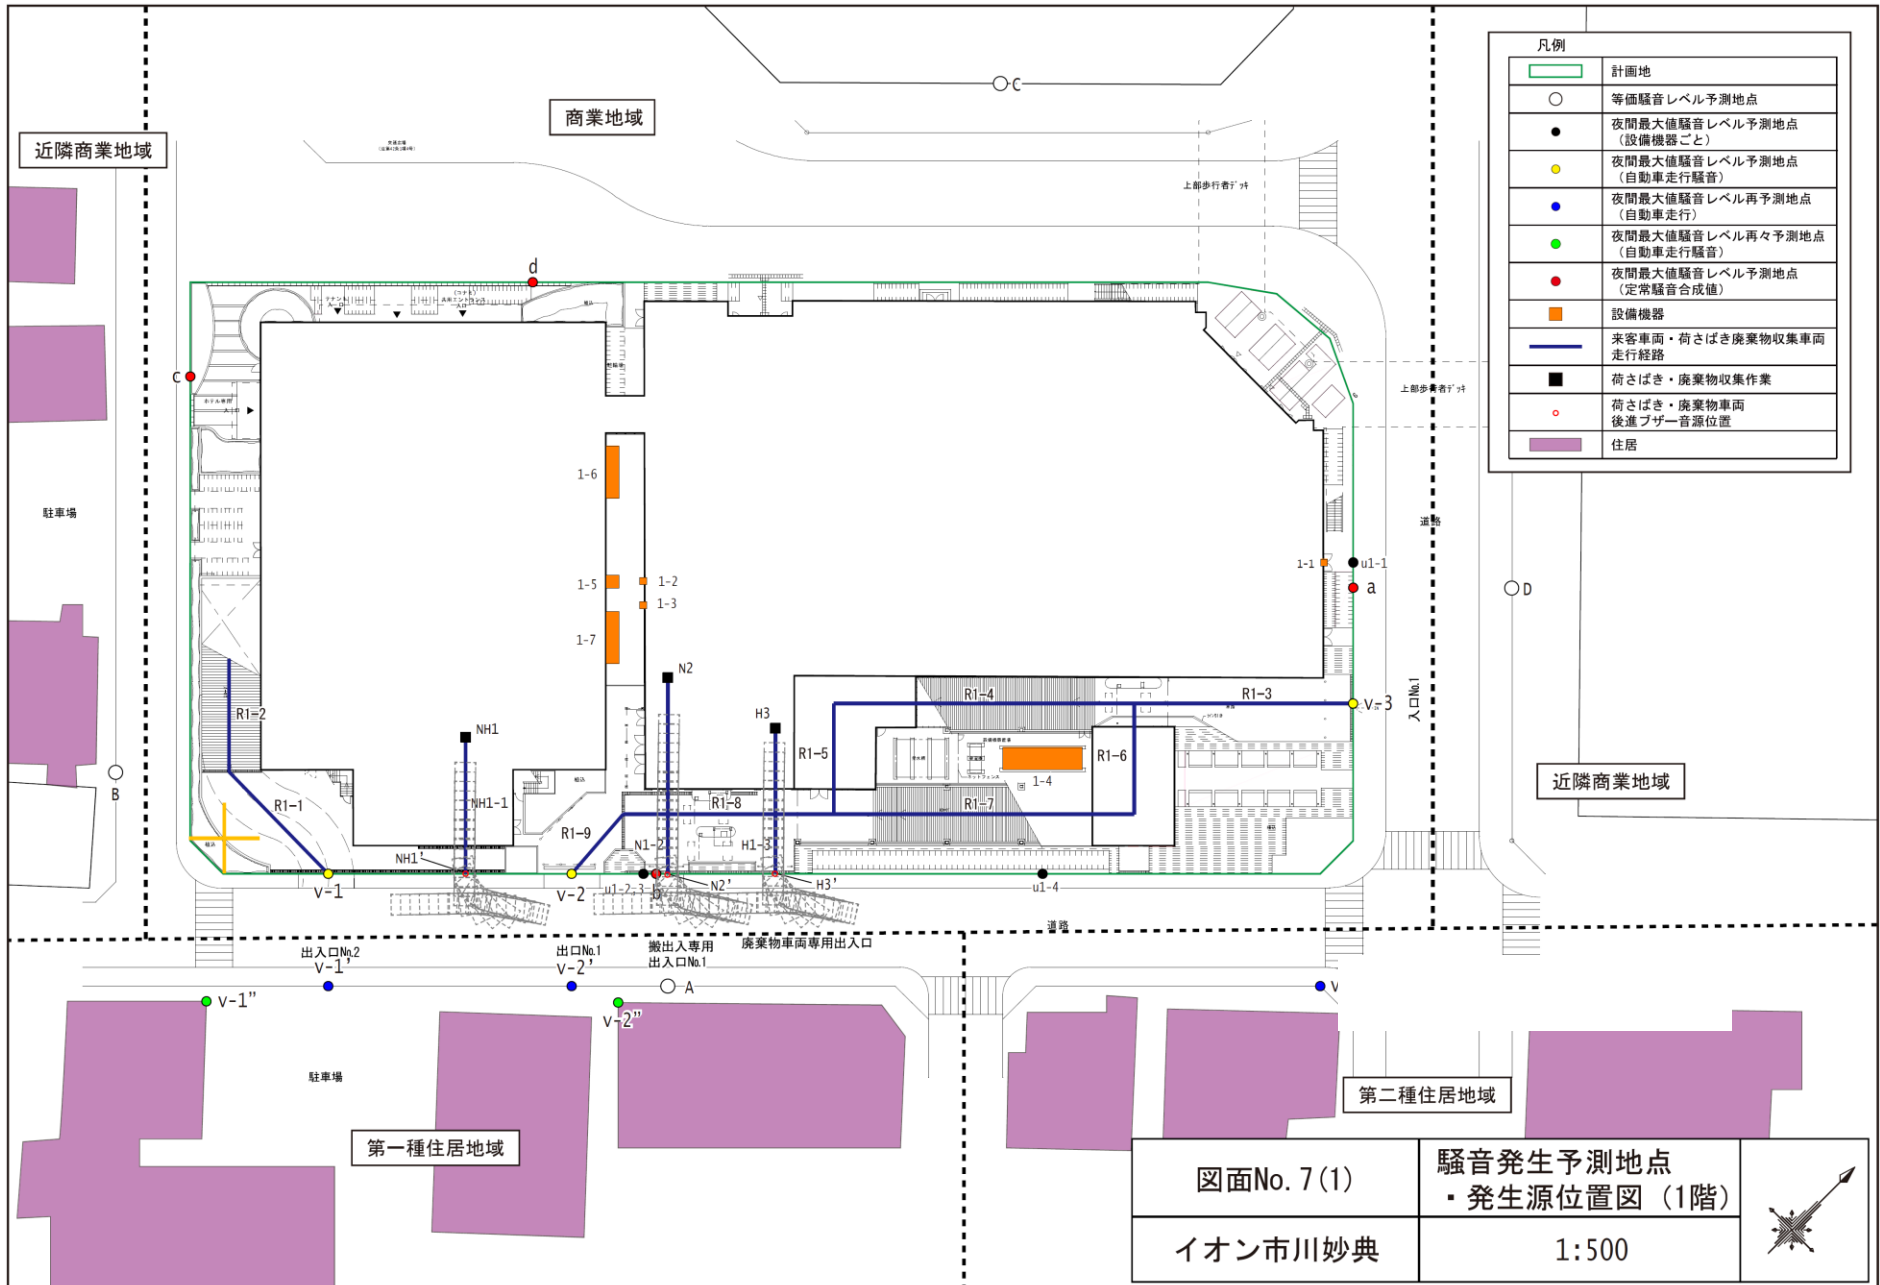 凡例
計画地
等価騒音レベル予測地点
夜間最大値騒音レベル予測地点
（設備機器ごと）
夜間最大値騒音レベル予測地点
（自動車走行騒音）
夜間最大値騒音レベル再予測地点
（自動車走行）
夜間最大値騒音レベル再々予測地点
（自動車走行騒音）
夜間最大値騒音レベル予測地点
（定常騒音合成値）
設備機器
来客車両・荷さばき廃棄物収集車両
走行経路
荷さばき・廃棄物収集作業
荷さばき・廃棄物車両
後進ブザー音源位置
住居
C
商業地域
近隣商業地域
上部歩行者ﾃﾞｯｷ
d
c
上部歩行者ﾃﾞｯｷ
駐車場
道路
1-6
1-5
1-2
1-3
1-7
1-1
u1-1
a
D
N2
R1-2
NH1
H3
R1-4
R1-3
V-3
入口No.1
R1-5
R1-6
1-4
近隣商業地域
B
R1-1
NH1-1
R1-8
R1-7
R1-9
N1-2
H1-3
NH1'
V-1
V-2
u1-2,3
b
N2'
H3'
u1-4
道路
出入口No.2
V-1'
出口No.1
V-2'
搬出入専用
出入口No.1
廃棄物車両専用出入口
A
V
V-1”
V-2”
駐車場
第一種住居地域
第二種住居地域
図面No.7(1)
騒音発生予測地点
・発生源位置図（1階）
イオン市川妙典
1:500